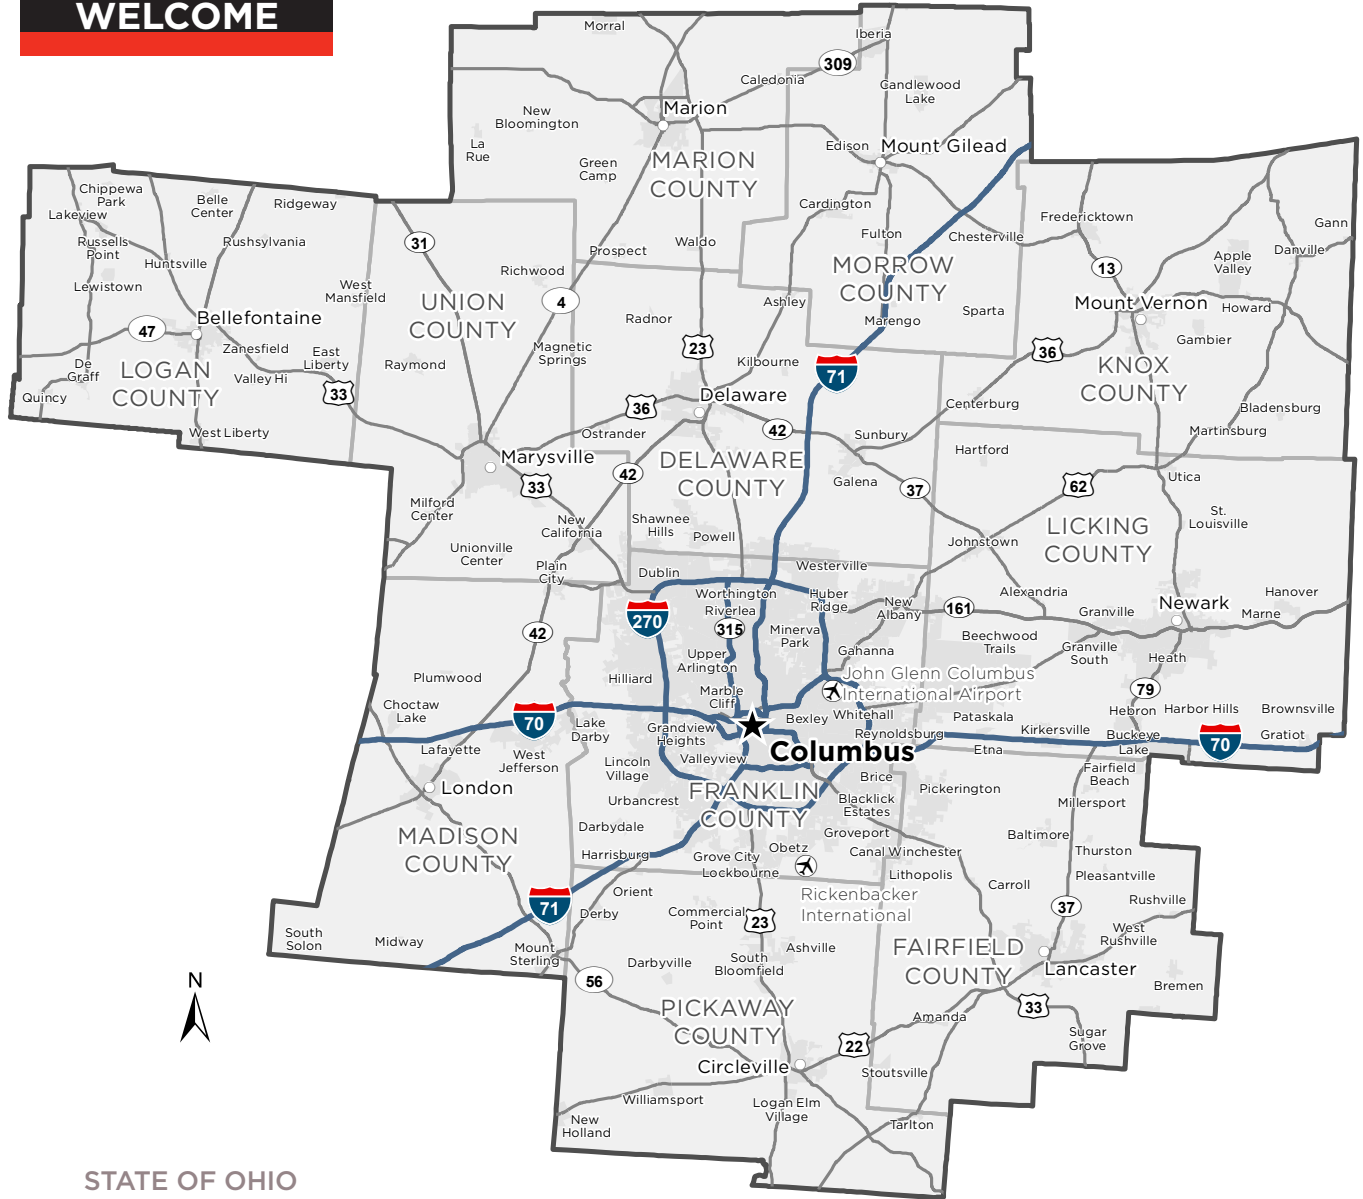 WELCOME
Morral
Iberia
309
Caledonia
Candlewood
Lake
Marion
New
Bloomington
La
Rue
Edison
Mount Gilead
Green
Camp
MARION
COUNTY
Chippewa
Park
Lakeview
Belle
Center
Ridgeway
Cardington
Fredericktown
Gann
Russells
Point
Rushsylvania
31
Prospect
Waldo
Fulton
Chesterville
Danville
Huntsville
Lewistown
West
Mansfield
Richwood
MORROW
COUNTY
13
Apple
Valley
UNION
COUNTY
4
Ashley
Mount Vernon
Howard
Bellefontaine
47
Radnor
Marengo
Sparta
Gambier
Zanesfield
East
Liberty
Magnetic
Springs
23
Kilbourne
71
36
De
Graff
LOGAN
COUNTY
Valley Hi
33
Raymond
KNOX
COUNTY
Quincy
Delaware
36
Centerburg
Bladensburg
West Liberty
Ostrander
42
Sunbury
Martinsburg
Marysville
42
DELAWARE
COUNTY
Hartford
33
Galena
37
62
Utica
Milford
Center
New
California
Shawnee
Hills
Powell
LICKING
COUNTY
St.
Louisville
Unionville
Center
Plain
City
Dublin
Westerville
Johnstown
Worthington
Riverlea
Huber
Ridge
New
Albany
161
Alexandria
Newark
Hanover
Marne
Granville
270
315
Minerva
Park
42
Beechwood
Trails
Granville
South
Heath
Upper
Arlington
Gahanna
John Glenn Columbus
International Airport
Plumwood
Hilliard
Marble
Cliff
79
Choctaw
Lake
70
Lake
Darby
Grandview
Heights
Bexley
Whitehall
Reynoldsburg
Pataskala
Kirkersville
Hebron
Harbor Hills
Brownsville
Buckeye
Lake
70
Gratiot
Lafayette
West
Jefferson
Valleyview
Columbus
Etna
Lincoln
Village
Brice
Fairfield
Beach
London
Urbancrest
FRANKLIN
COUNTY
Blacklick
Estates
Pickerington
Millersport
Darbydale
Groveport
Baltimore
MADISON
COUNTY
Harrisburg
Grove City
Obetz
Canal Winchester
Thurston
Lockbourne
Lithopolis
Pleasantville
Orient
Rickenbacker
International
Carroll
71
Derby
Commercial
Point
23
37
Rushville
South
Solon
Midway
Mount
Sterling
Ashville
FAIRFIELD
COUNTY
West
Rushville
Darbyville
South
Bloomfield
Lancaster
N
56
Bremen
PICKAWAY
COUNTY
33
Amanda
22
Sugar
Grove
Circleville
Stoutsville
Williamsport
Logan Elm
Village
New
Holland
Tarlton
STATE OF OHIO